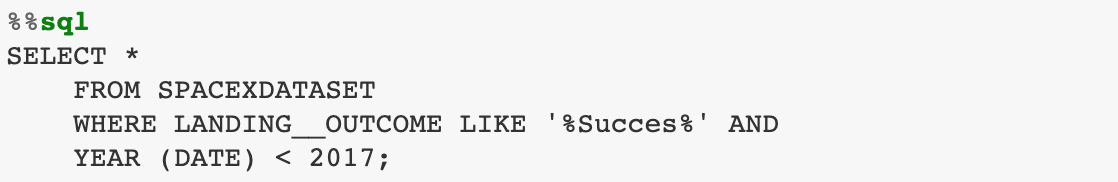 %%sql
SELECT *
    FROM SPACEXDATASET
    WHERE LANDING__OUTCOME LIKE '%Succes%' AND
    YEAR (DATE) < 2017;